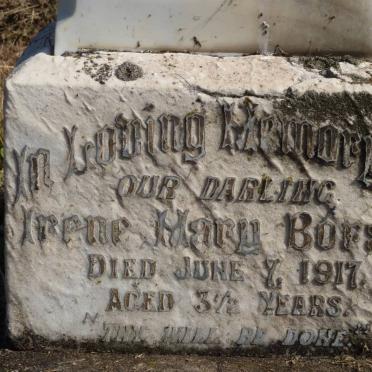 In Loving Memory
OUR DARLING
Irene Mary
DIED JUNE 7, 1917.
AGED 3½ YEARS.
"THY WILL BE DONE"